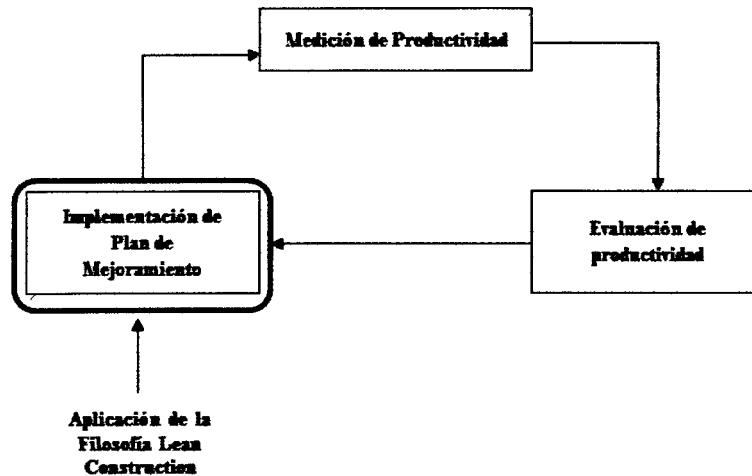 Medición de Productividad
Implementación de
Plan de
Mejoramiento
Evaluación de
productividad
Aplicación de la
Filosofía Lean
Construction